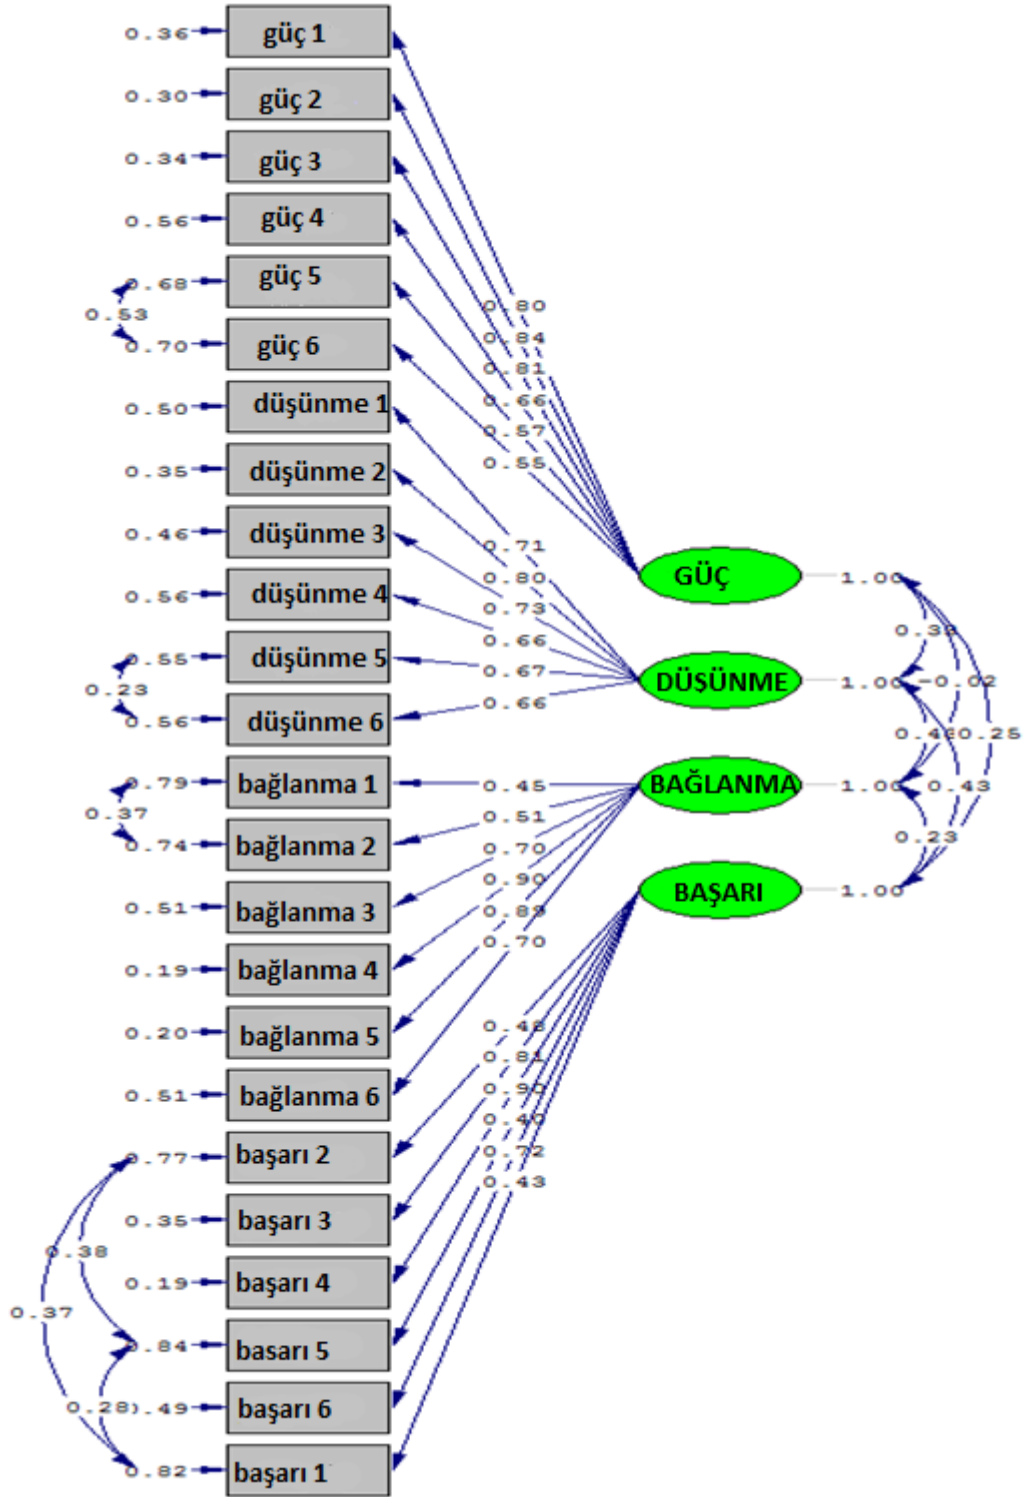 0.36 güç 1
0.30 güç 2
0.34 güç 3
0.56 güç 4
0.68 güç 5
0.53
0.70 güç 6
0.50 düşünme 1
0.35 düşünme 2
0.46 düşünme 3
0.56 düşünme 4
0.55 düşünme 5
0.23
0.56 düşünme 6
0.79 bağlanma 1
0.37
0.74 bağlanma 2
0.51 bağlanma 3
0.19 bağlanma 4
0.20 bağlanma 5
0.51 bağlanma 6
0.77 başarı 2
0.35 başarı 3
0.38
0.19 başarı 4
0.37
0.84 basarı 5
0.28 0.49 başarı 6
0.82 başarı 1
0.80
0.84
0.81
0.66
0.57
0.55
0.71
0.80
0.73
0.66
0.67
0.66
0.45
0.51
0.70
0.90
0.89
0.70
0.48
0.81
0.90
0.40
0.72
0.43
GÜÇ 1.00
DÜŞÜNME 1.00
BAĞLANMA 1.00
BAŞARI 1.00
-0.02
0.25
0.43
0.23